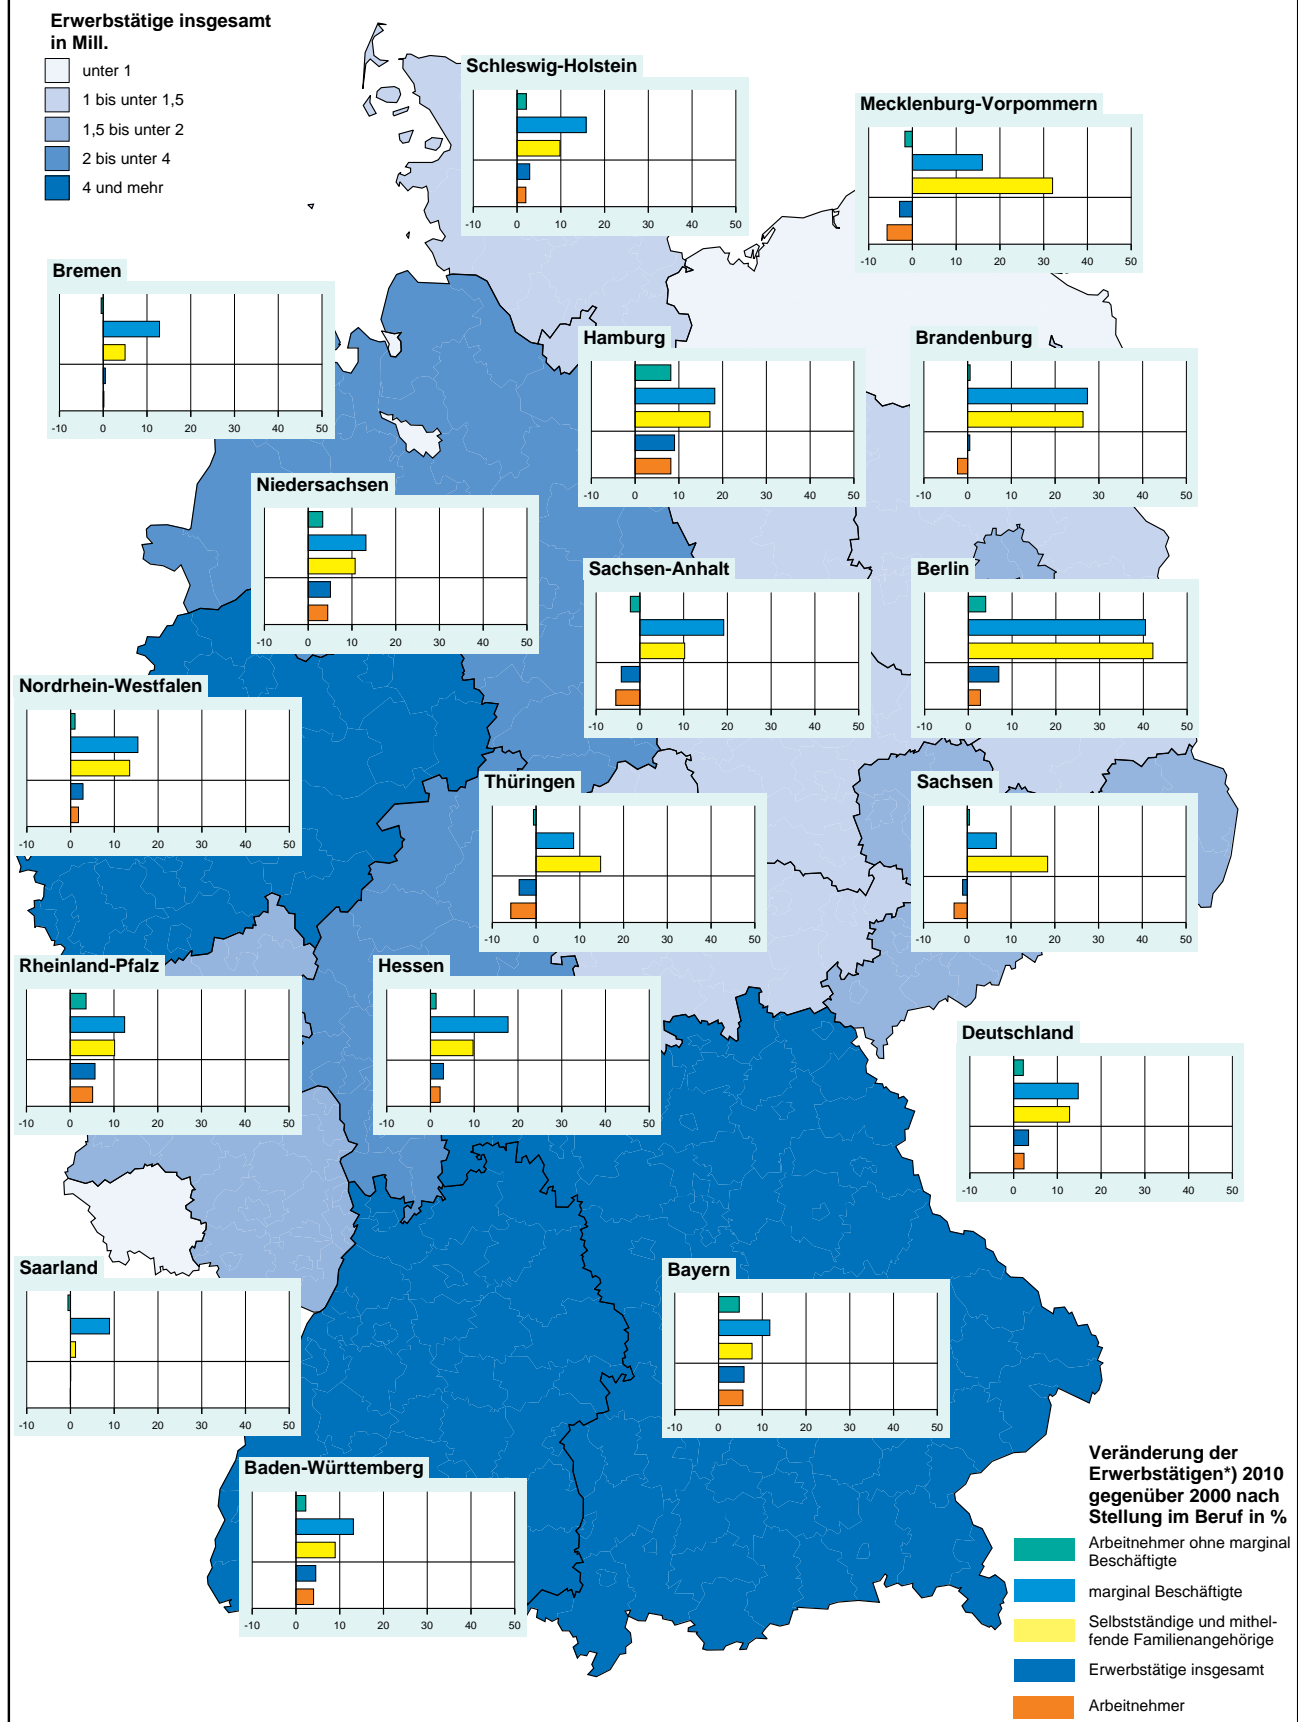 Erwerbstätige insgesamt
in Mill.
unter 1
1 bis unter 1,5
1,5 bis unter 2
2 bis unter 4
4 und mehr
Schleswig-Holstein
-10 0 10 20 30 40 50
Mecklenburg-Vorpommern
-10 0 10 20 30 40 50
Bremen
-10 0 10 20 30 40 50
Hamburg
-10 0 10 20 30 40 50
Brandenburg
-10 0 10 20 30 40 50
Niedersachsen
-10 0 10 20 30 40 50
Sachsen-Anhalt
-10 0 10 20 30 40 50
Berlin
-10 0 10 20 30 40 50
Nordrhein-Westfalen
-10 0 10 20 30 40 50
Thüringen
-10 0 10 20 30 40 50
Sachsen
-10 0 10 20 30 40 50
Rheinland-Pfalz
-10 0 10 20 30 40 50
Hessen
-10 0 10 20 30 40 50
Deutschland
-10 0 10 20 30 40 50
Saarland
-10 0 10 20 30 40 50
Bayern
-10 0 10 20 30 40 50
Baden-Württemberg
-10 0 10 20 30 40 50
Veränderung der
Erwerbstätigen*) 2010
gegenüber 2000 nach
Stellung im Beruf in %
Arbeitnehmer ohne marginal
Beschäftigte
marginal Beschäftigte
Selbstständige und mithel-
fende Familienangehörige
Erwerbstätige insgesamt
Arbeitnehmer